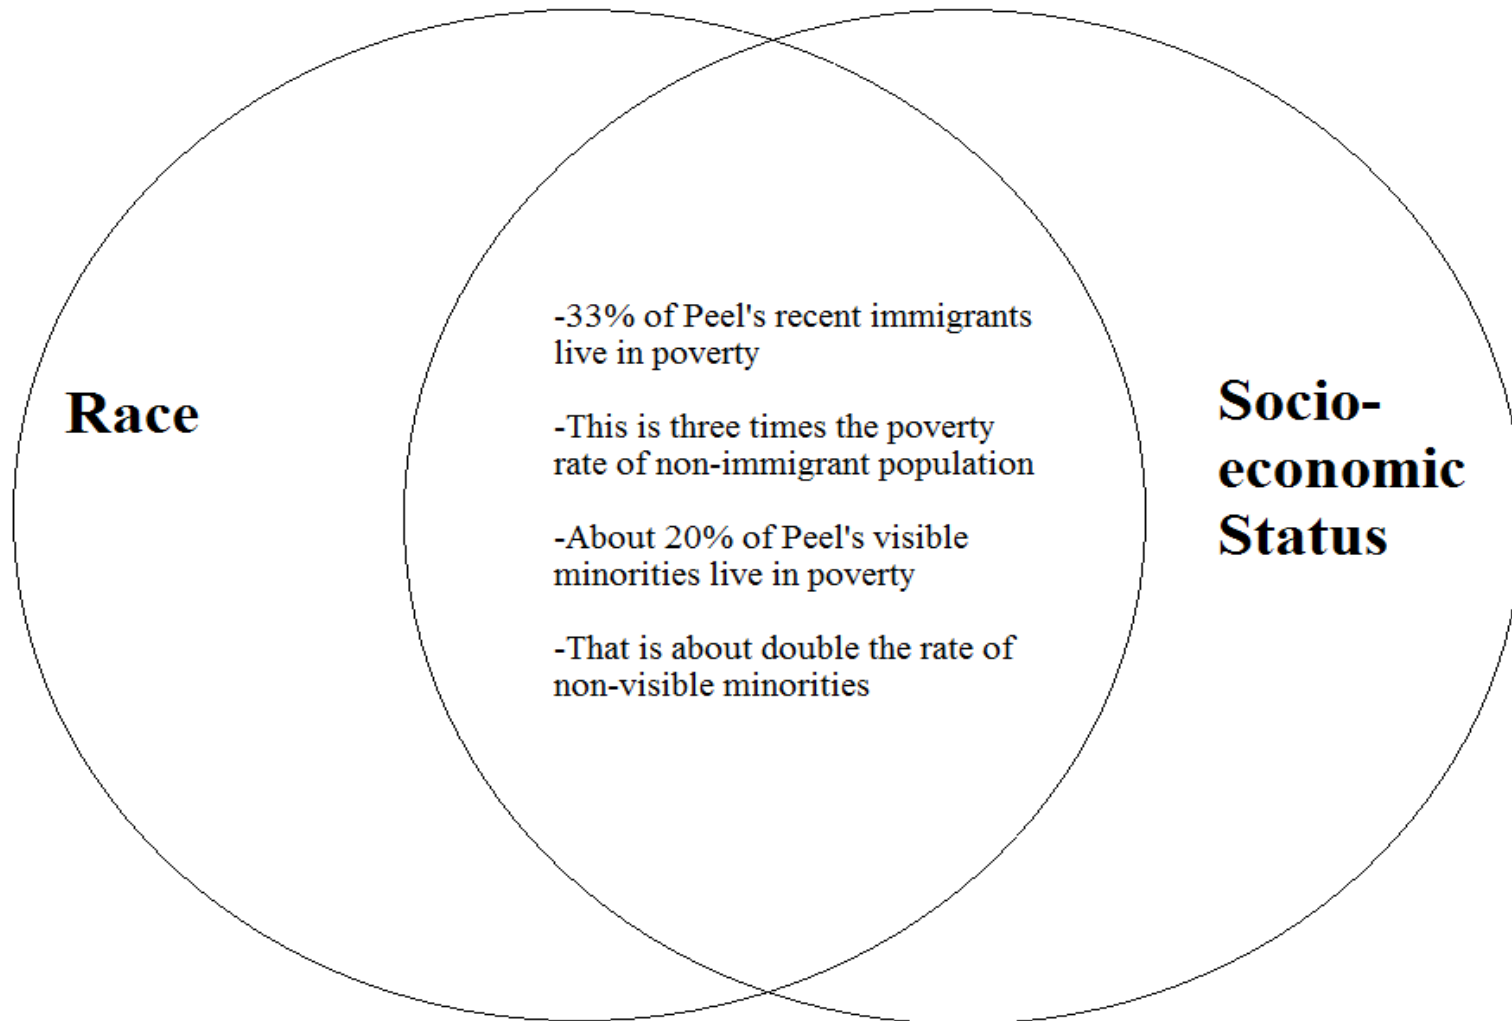 Race
-33% of Peel's recent immigrants
live in poverty
-This is three times the poverty
rate of non-immigrant population
-About 20% of Peel's visible
minorities live in poverty
-That is about double the rate of
non-visible minorities
Socio-
economic
Status